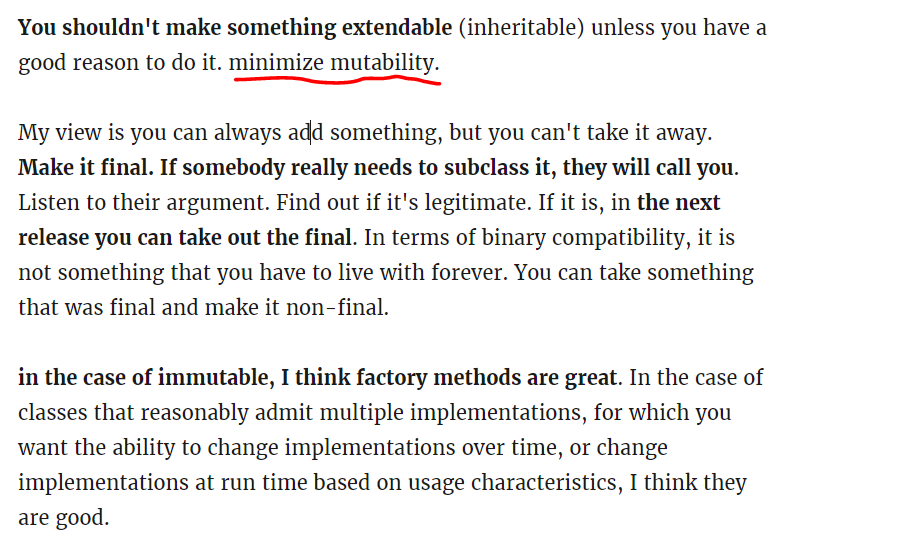 You shouldn't make something extendable (inheritable) unless you have a
good reason to do it. minimize mutability.
My view is you can always add something, but you can't take it away.
Make it final. If somebody really needs to subclass it, they will call you.
Listen to their argument. Find out if it's legitimate. If it is, in the next
release you can take out the final. In terms of binary compatibility, it is
not something that you have to live with forever. You can take something
that was final and make it non-final.
in the case of immutable, I think factory methods are great. In the case of
classes that reasonably admit multiple implementations, for which you
want the ability to change implementations over time, or change
implementations at run time based on usage characteristics, I think they
are good.